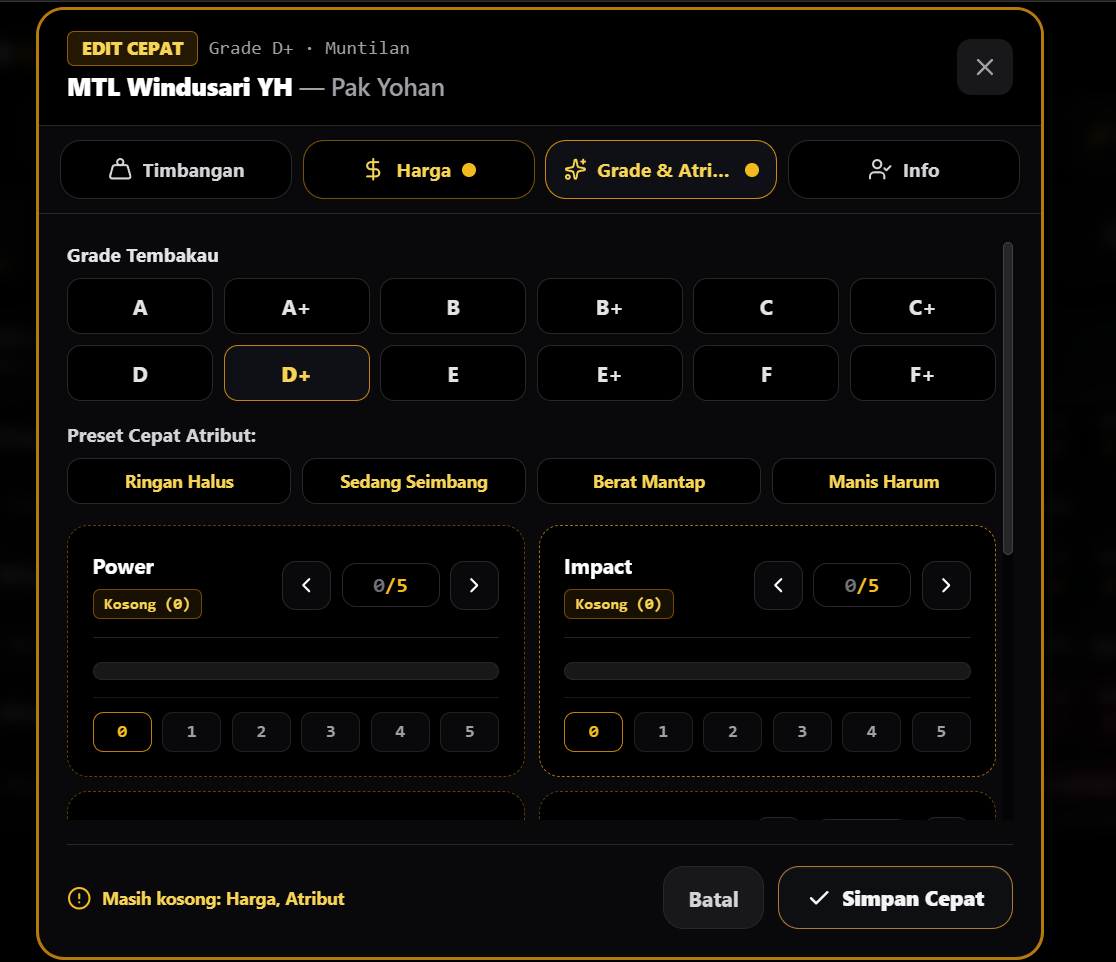 EDIT CEPAT Grade D+ · Muntilan
MTL Windusari YH — Pak Yohan
Timbangan
Harga
Grade & Atri...
Info
Grade Tembakau
A A+ B B+ C C+
D D+ E E+ F F+
Preset Cepat Atribut:
Ringan Halus Sedang Seimbang Berat Mantap Manis Harum
Power
Kosong (0)
0/5
0 1 2 3 4 5
Impact
Kosong (0)
0/5
0 1 2 3 4 5
Masih kosong: Harga, Atribut
Batal
Simpan Cepat